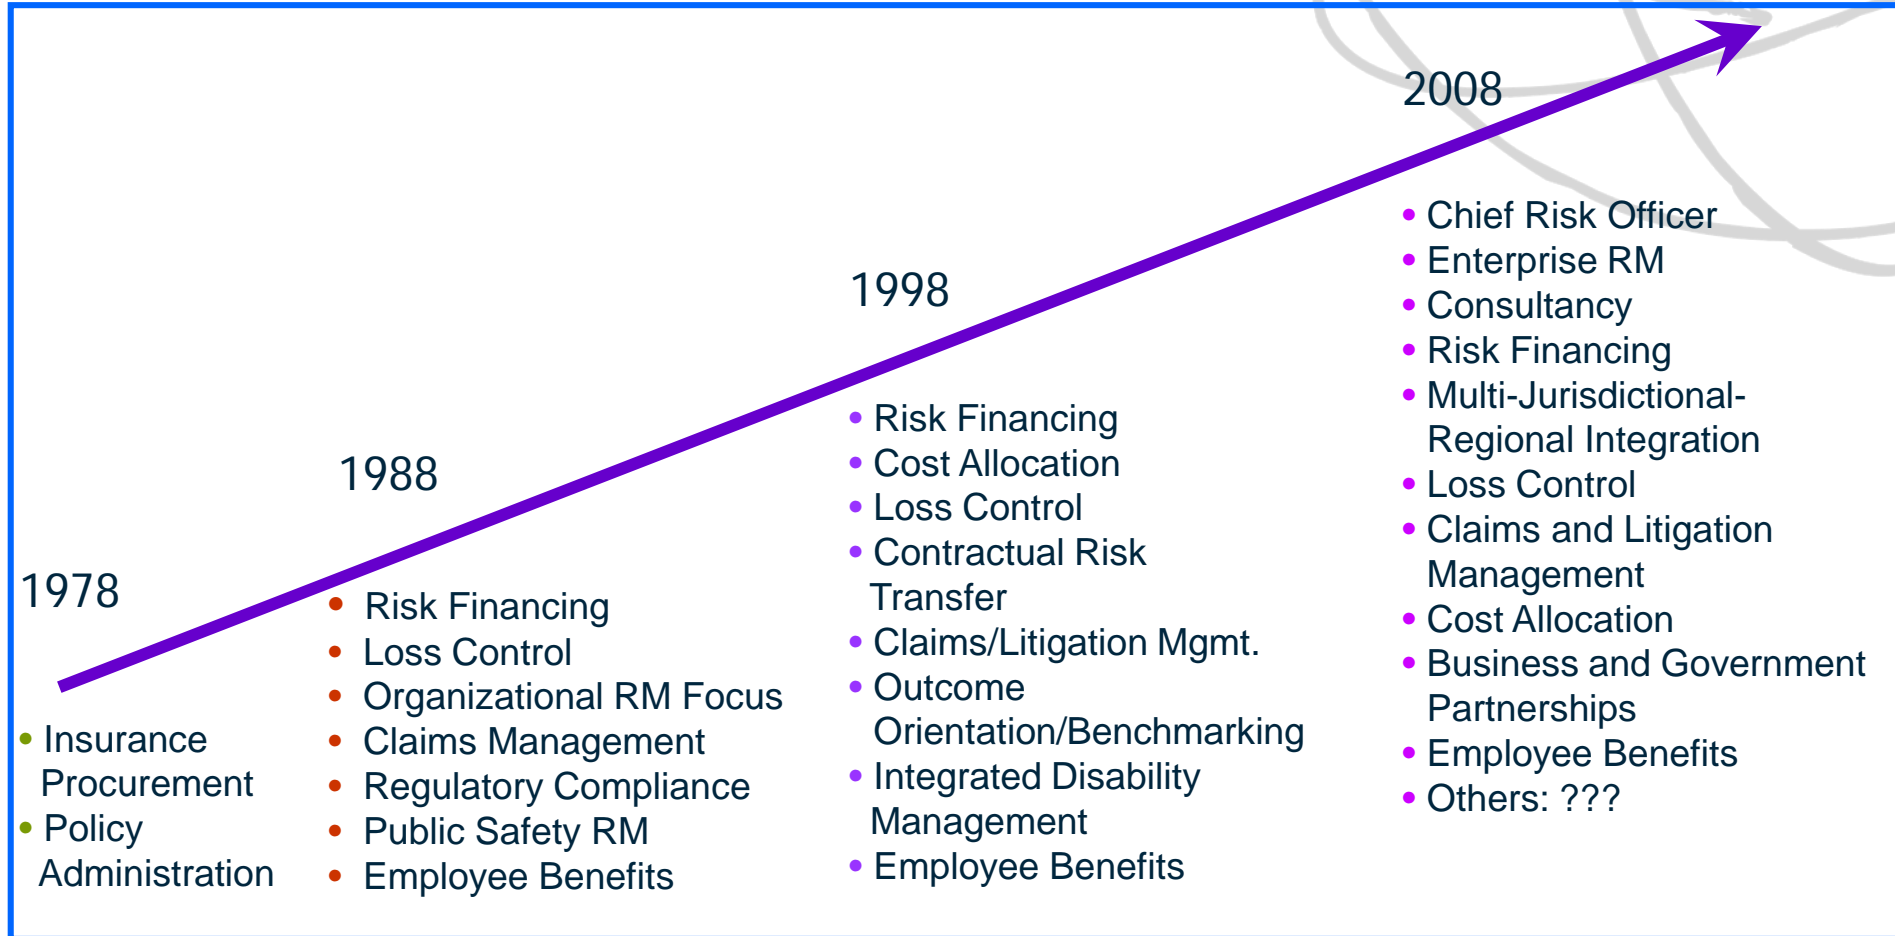 1978
• Insurance
Procurement
• Policy
Administration
1988
• Risk Financing
• Loss Control
• Organizational RM Focus
• Claims Management
• Regulatory Compliance
• Public Safety RM
• Employee Benefits
1998
• Risk Financing
• Cost Allocation
• Loss Control
• Contractual Risk
Transfer
• Claims/Litigation Mgmt.
• Outcome
Orientation/Benchmarking
• Integrated Disability
Management
• Employee Benefits
2008
• Chief Risk Officer
• Enterprise RM
• Consultancy
• Risk Financing
• Multi-Jurisdictional-
Regional Integration
• Loss Control
• Claims and Litigation
Management
• Cost Allocation
• Business and Government
Partnerships
• Employee Benefits
• Others: ???